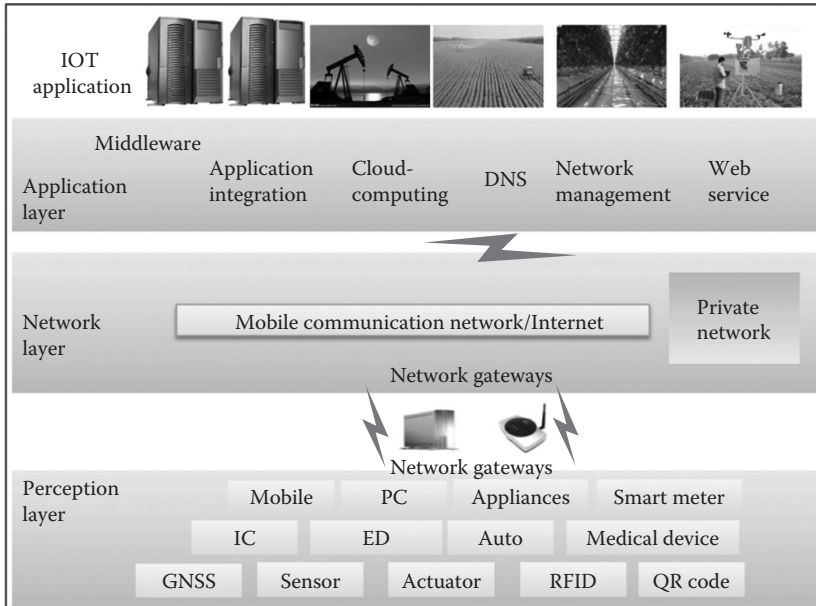 IOT
application
Middleware
Application
layer
Application
integration
Cloud-
computing
DNS
Network
management
Web
service
Network
layer
Mobile communication network/Internet
Private
network
Network gateways
Network gateways
Perception
layer
Mobile
PC
Appliances
Smart meter
IC
ED
Auto
Medical device
GNSS
Sensor
Actuator
RFID
QR code